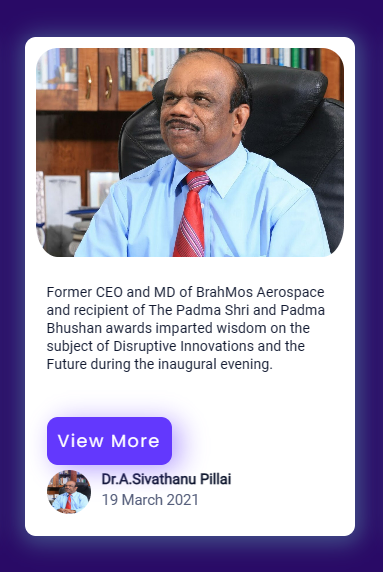 Former CEO and MD of BrahMos Aerospace
and recipient of The Padma Shri and Padma
Bhushan awards imparted wisdom on the
subject of Disruptive Innovations and the
Future during the inaugural evening.
View More
Dr.A.Sivathanu Pillai
19 March 2021